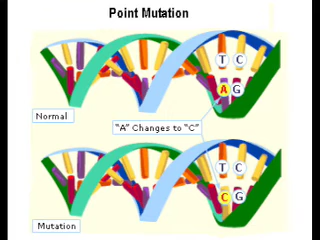 Point Mutation
T C
A G
Normal
"A" Changes to "C"
T C
C G
Mutation